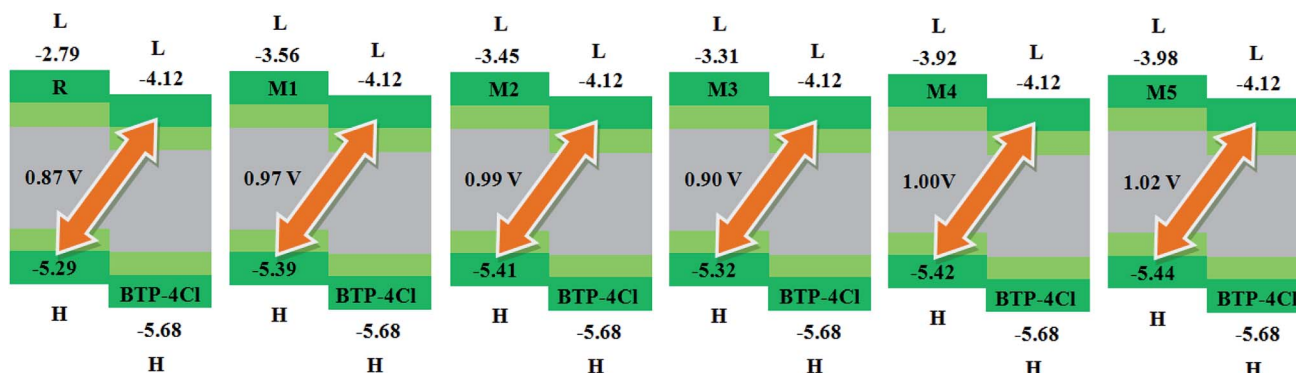 L
-2.79
L
-4.12
R
0.87 V
-5.29
H
BTP-4Cl
-5.68
H
L
-3.56
L
-4.12
M1
0.97 V
-5.39
H
BTP-4Cl
-5.68
H
L
-3.45
L
-4.12
M2
0.99 V
-5.41
H
BTP-4Cl
-5.68
H
L
-3.31
L
-4.12
M3
0.90 V
-5.32
H
BTP-4Cl
-5.68
H
L
-3.92
L
-4.12
M4
1.00V
-5.42
H
BTP-4Cl
-5.68
H
L
-3.98
L
-4.12
M5
1.02 V
-5.44
H
BTP-4Cl
-5.68
H